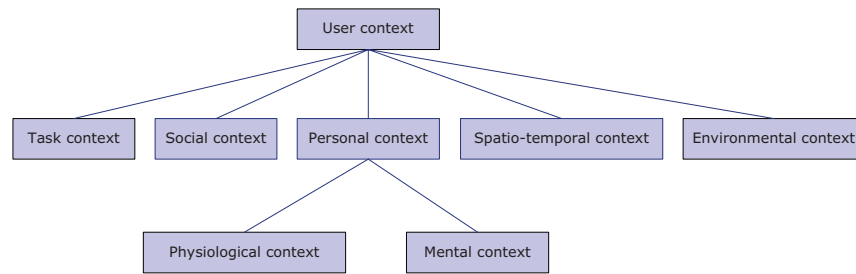 User context
Task context
Social context
Personal context
Spatio-temporal context
Environmental context
Physiological context
Mental context